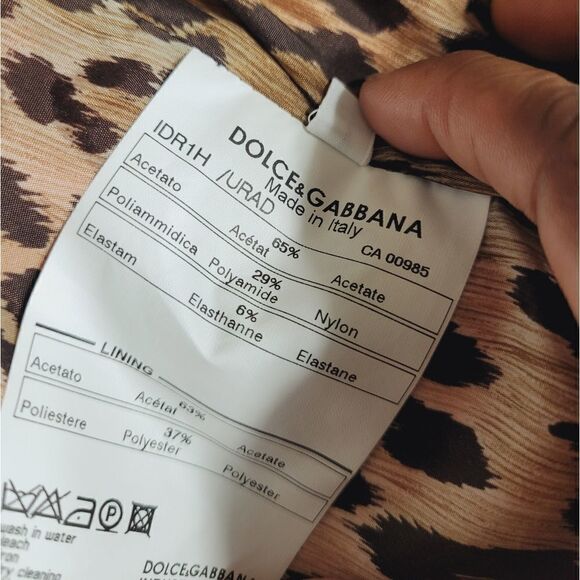 DOLCE&GABBANA
Made in Italy
IDR1H /URAD
CA 00985
Acetato Acétat 65% Acetate
Poliammidica Polyamide 29% Nylon
Elastam Elasthanne 6% Elastane
LINING
Acetato Acétat 63% Acetate
Poliestere Polyester 37% Polyester
P
wash in water
DOLCE&GABBANA